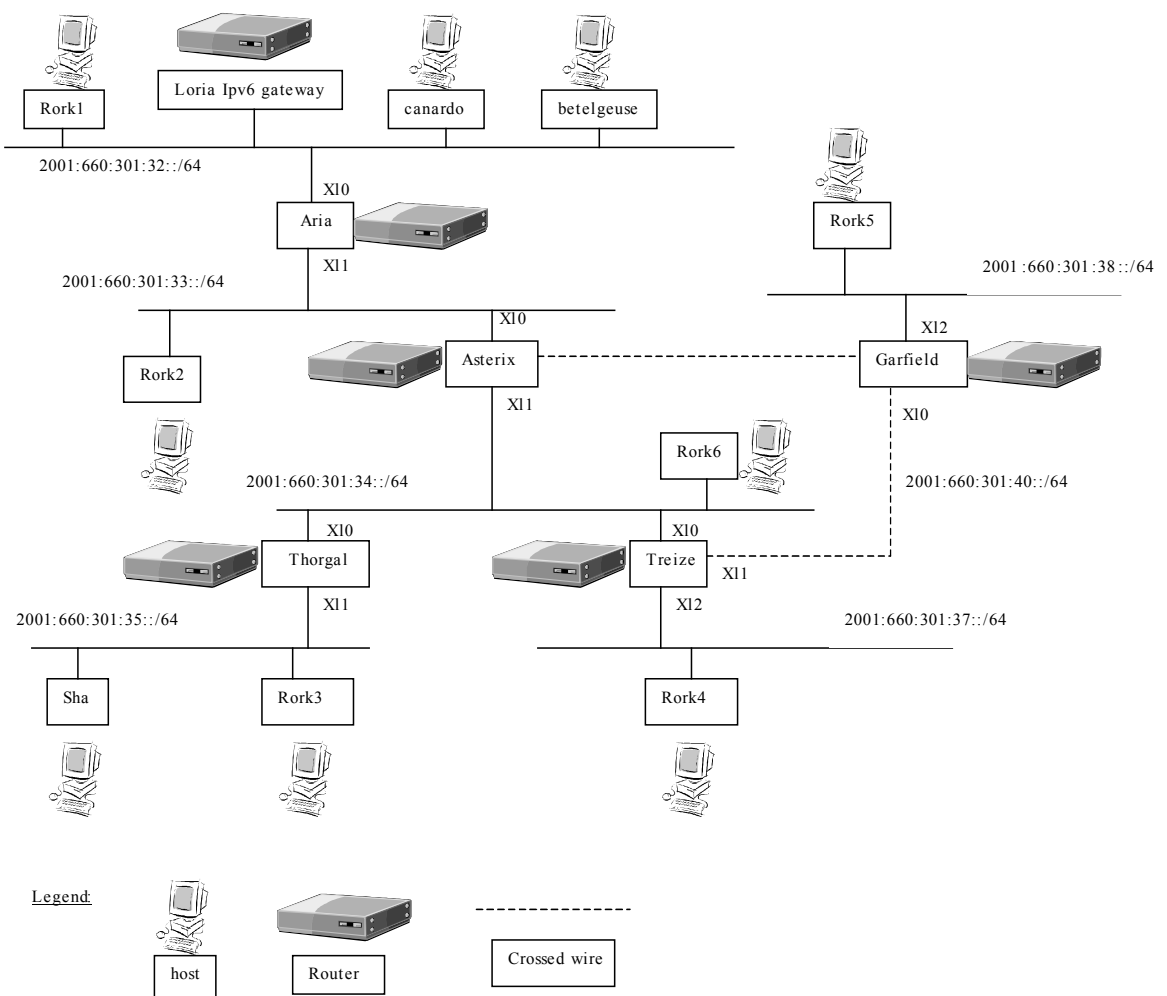 Rork1
Loria Ipv6 gateway
canardo
betelgeuse
2001:660:301:32::/64
Xl0
Aria
Rork5
Xl1
2001:660:301:33::/64
2001 :660:301:38::/64
Xl0
Xl2
Rork2
Asterix
Garfield
Xl1
Xl0
Rork6
2001:660:301:34::/64
2001:660:301:40::/64
Xl0
Xl0
Thorgal
Treize
Xl1
Xl1
Xl2
2001:660:301:35::/64
2001:660:301:37::/64
Sha
Rork3
Rork4
Legend:
host
Router
Crossed wire